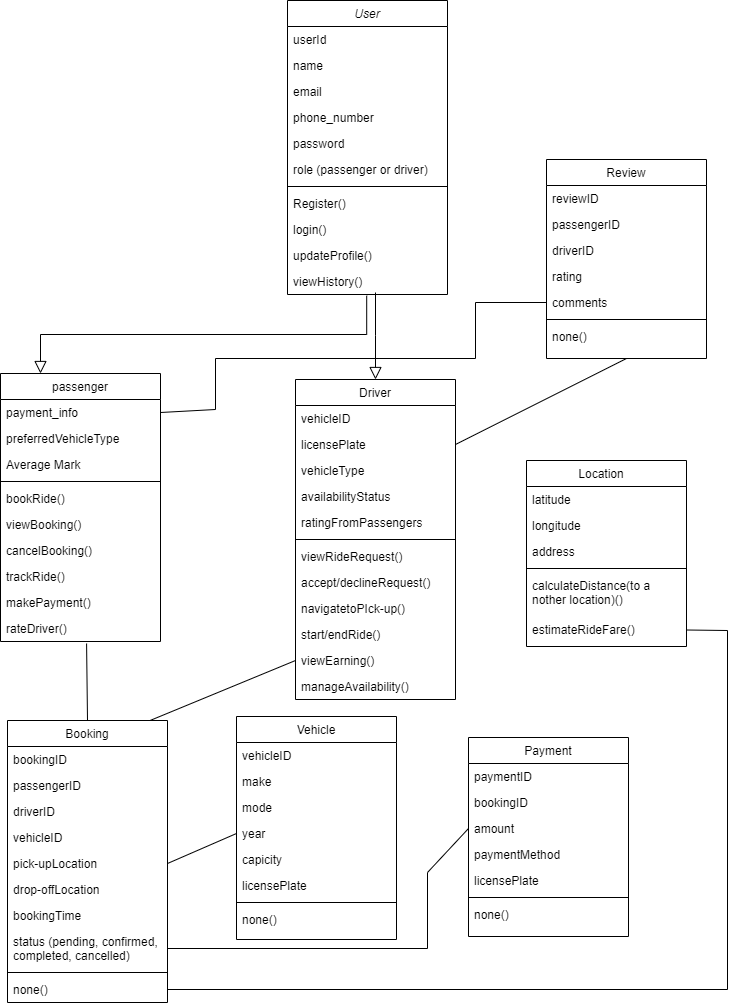 User
userId
name
email
phone_number
password
role (passenger or driver)
Register()
login()
updateProfile()
viewHistory()
Review
reviewID
passengerID
driverID
rating
comments
none()
passenger
payment_info
preferredVehicleType
Average Mark
bookRide()
viewBooking()
cancelBooking()
trackRide()
makePayment()
rateDriver()
Driver
vehicleID
licensePlate
vehicleType
availabilityStatus
ratingFromPassengers
viewRideRequest()
accept/declineRequest()
navigatetoPIck-up()
start/endRide()
viewEarning()
manageAvailability()
Location
latitude
longitude
address
calculateDistance(to a
nother location)()
estimateRideFare()
Booking
bookingID
passengerID
driverID
vehicleID
pick-upLocation
drop-offLocation
bookingTime
status (pending, confirmed,
completed, cancelled)
none()
Vehicle
vehicleID
make
mode
year
capicity
licensePlate
none()
Payment
paymentID
bookingID
amount
paymentMethod
licensePlate
none()